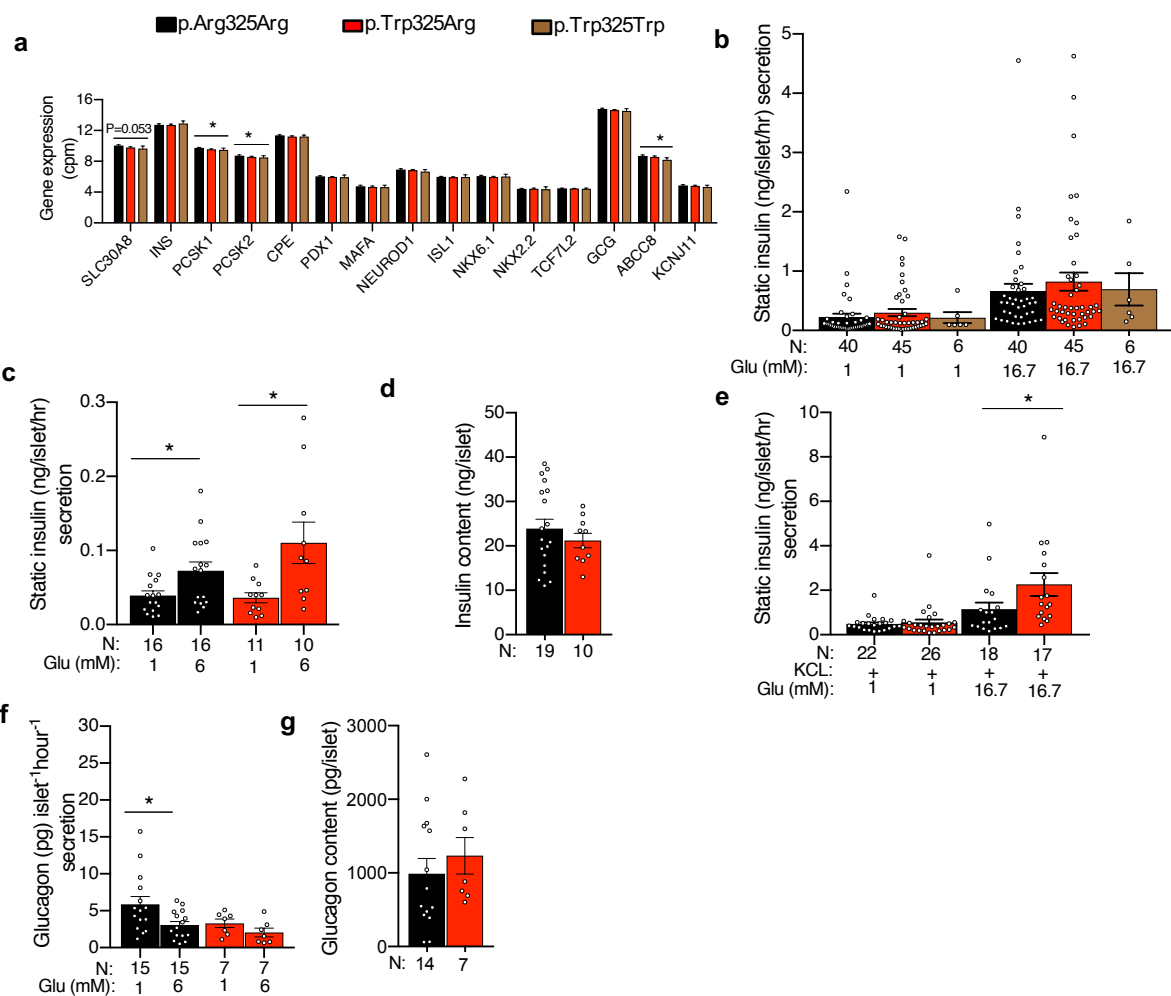 p.Arg325Arg p.Trp325Arg p.Trp325Trp
a
Gene expression
(cpm)
16
12
8
4
0
P=0.053
*
*
*
SLC30A8 INS PCSK1 PCSK2 CPE PDX1 MAFA NEUROD1 ISL1 NKX6.1 NKX2.2 TCF7L2 GCG ABCC8 KCNJ11
b
Static insulin (ng/islet/hr) secretion
5
4
3
2
1
0
N: 40 45 6 40 45 6
Glu (mM): 1 1 1 16.7 16.7 16.7
c
Static insulin (ng/islet/hr)
secretion
0.3
0.2
0.1
0.0
*
*
N: 16 16 11 10
Glu (mM): 1 6 1 6
d
Insulin content (ng/islet)
50
40
30
20
10
0
N: 19 10
e
Static insulin (ng/islet/hr)
secretion
10
8
6
4
2
0
*
N: 22 26 18 17
KCL: + + + +
Glu (mM): 1 1 16.7 16.7
f
Glucagon (pg) islet-1hour-1
secretion
30
25
20
15
10
5
0
*
N: 15 15 7 7
Glu (mM): 1 6 1 6
g
Glucagon content (pg/islet)
3000
2000
1000
0
N: 14 7